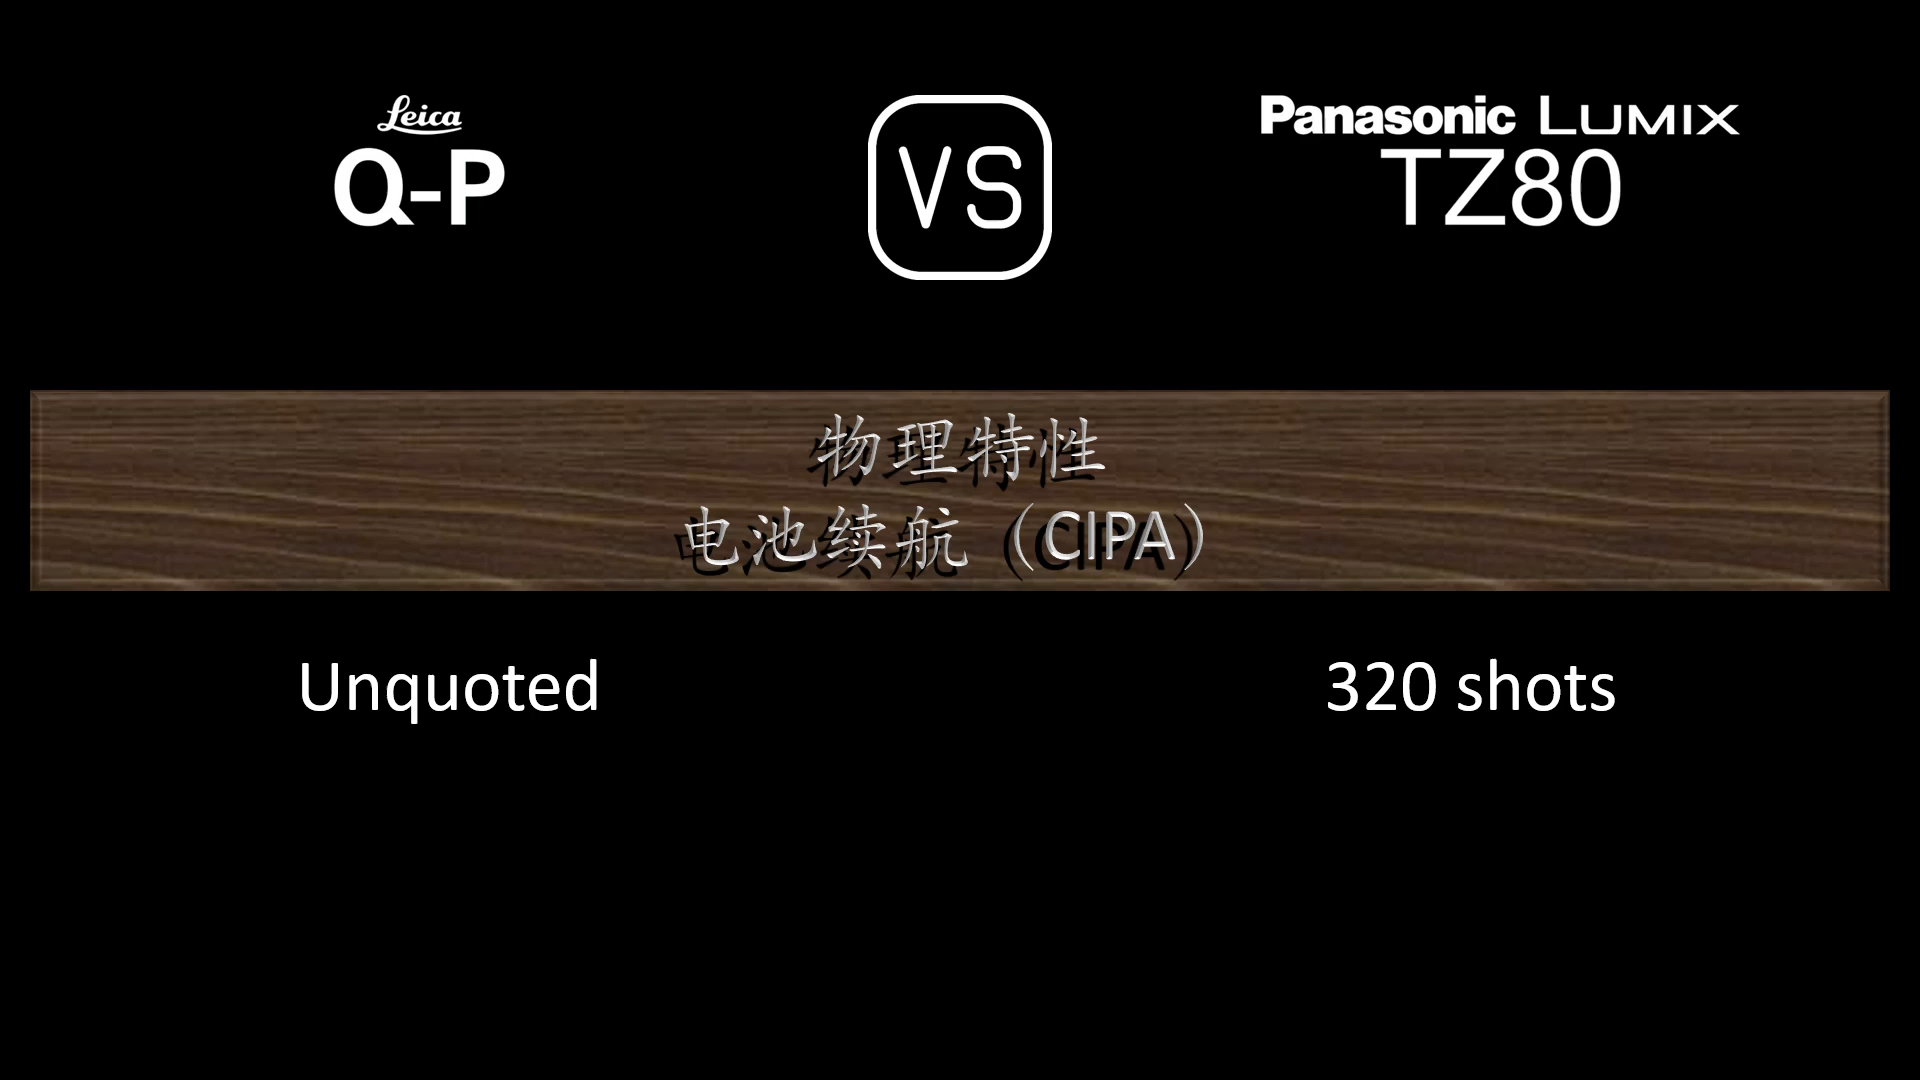 Leica
Q-P
VS
Panasonic LUMIX
TZ80
物理特性
电池续航（CIPA）
Unquoted
320 shots